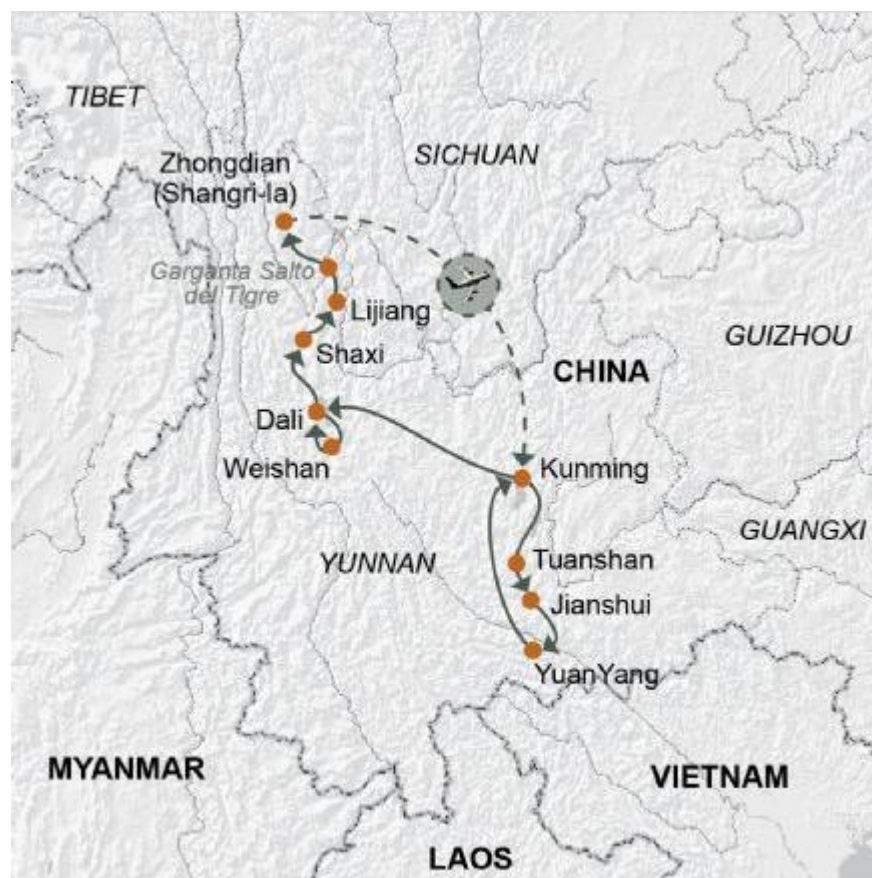 TIBET
SICHUAN
Zhongdian
(Shangri-la)
Garganta Salto
del Tigre
Lijiang
GUIZHOU
Shaxi
CHINA
Dali
Weishan
Kunming
GUANGXI
YUNNAN
Tuanshan
Jianshui
YuanYang
MYANMAR
VIETNAM
LAOS